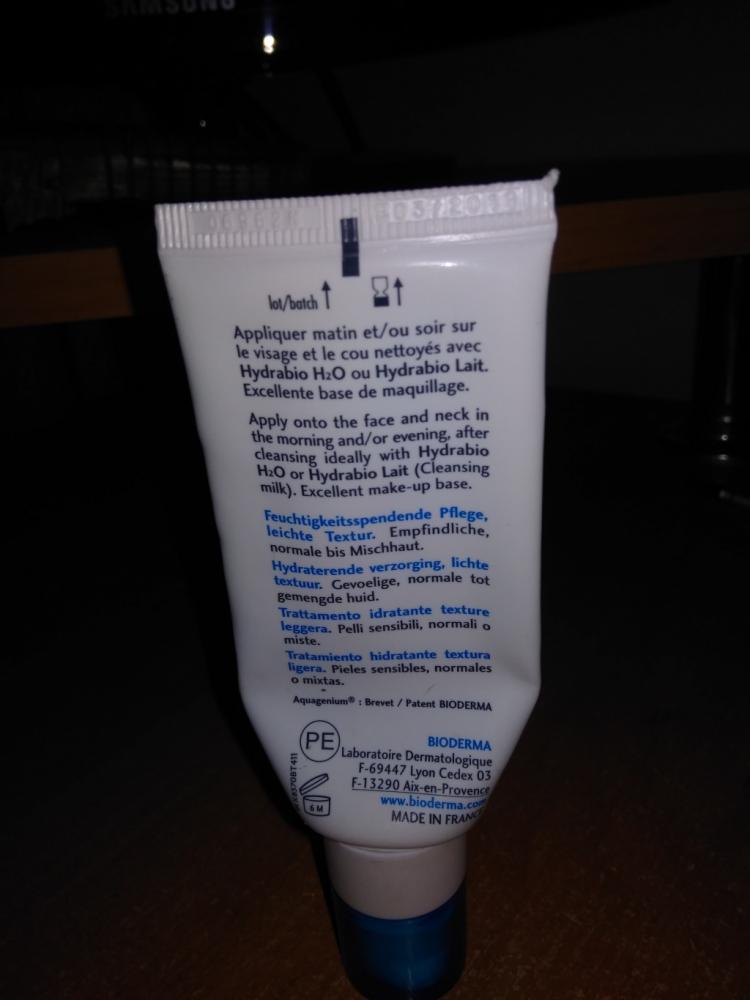 SAMSUNG
03/2019
lot/batch
Appliquer matin et/ou soir sur
le visage et le cou nettoyés avec
Hydrabio H₂O ou Hydrabio Lait.
Excellente base de maquillage.
Apply onto the face and neck in
the morning and/or evening, after
cleansing ideally with Hydrabio
H₂O or Hydrabio Lait (Cleansing
milk). Excellent make-up base.
Feuchtigkeitsspendende Pflege,
leichte Textur. Empfindliche,
normale bis Mischhaut.
Hydraterende verzorging, lichte
textuur. Gevoelige, normale tot
gemengde huid.
Trattamento idratante texture
leggera. Pelli sensibili, normali o
miste.
Tratamiento hidratante textura
ligera. Pieles sensibles, normales
o mixtas.
Aquagenium® : Brevet / Patent BIODERMA
PE
BIODERMA
Laboratoire Dermatologique
F-69447 Lyon Cedex 03
F-13290 Aix-en-Provence
www.bioderma.com
MADE IN FRANCE
6 M